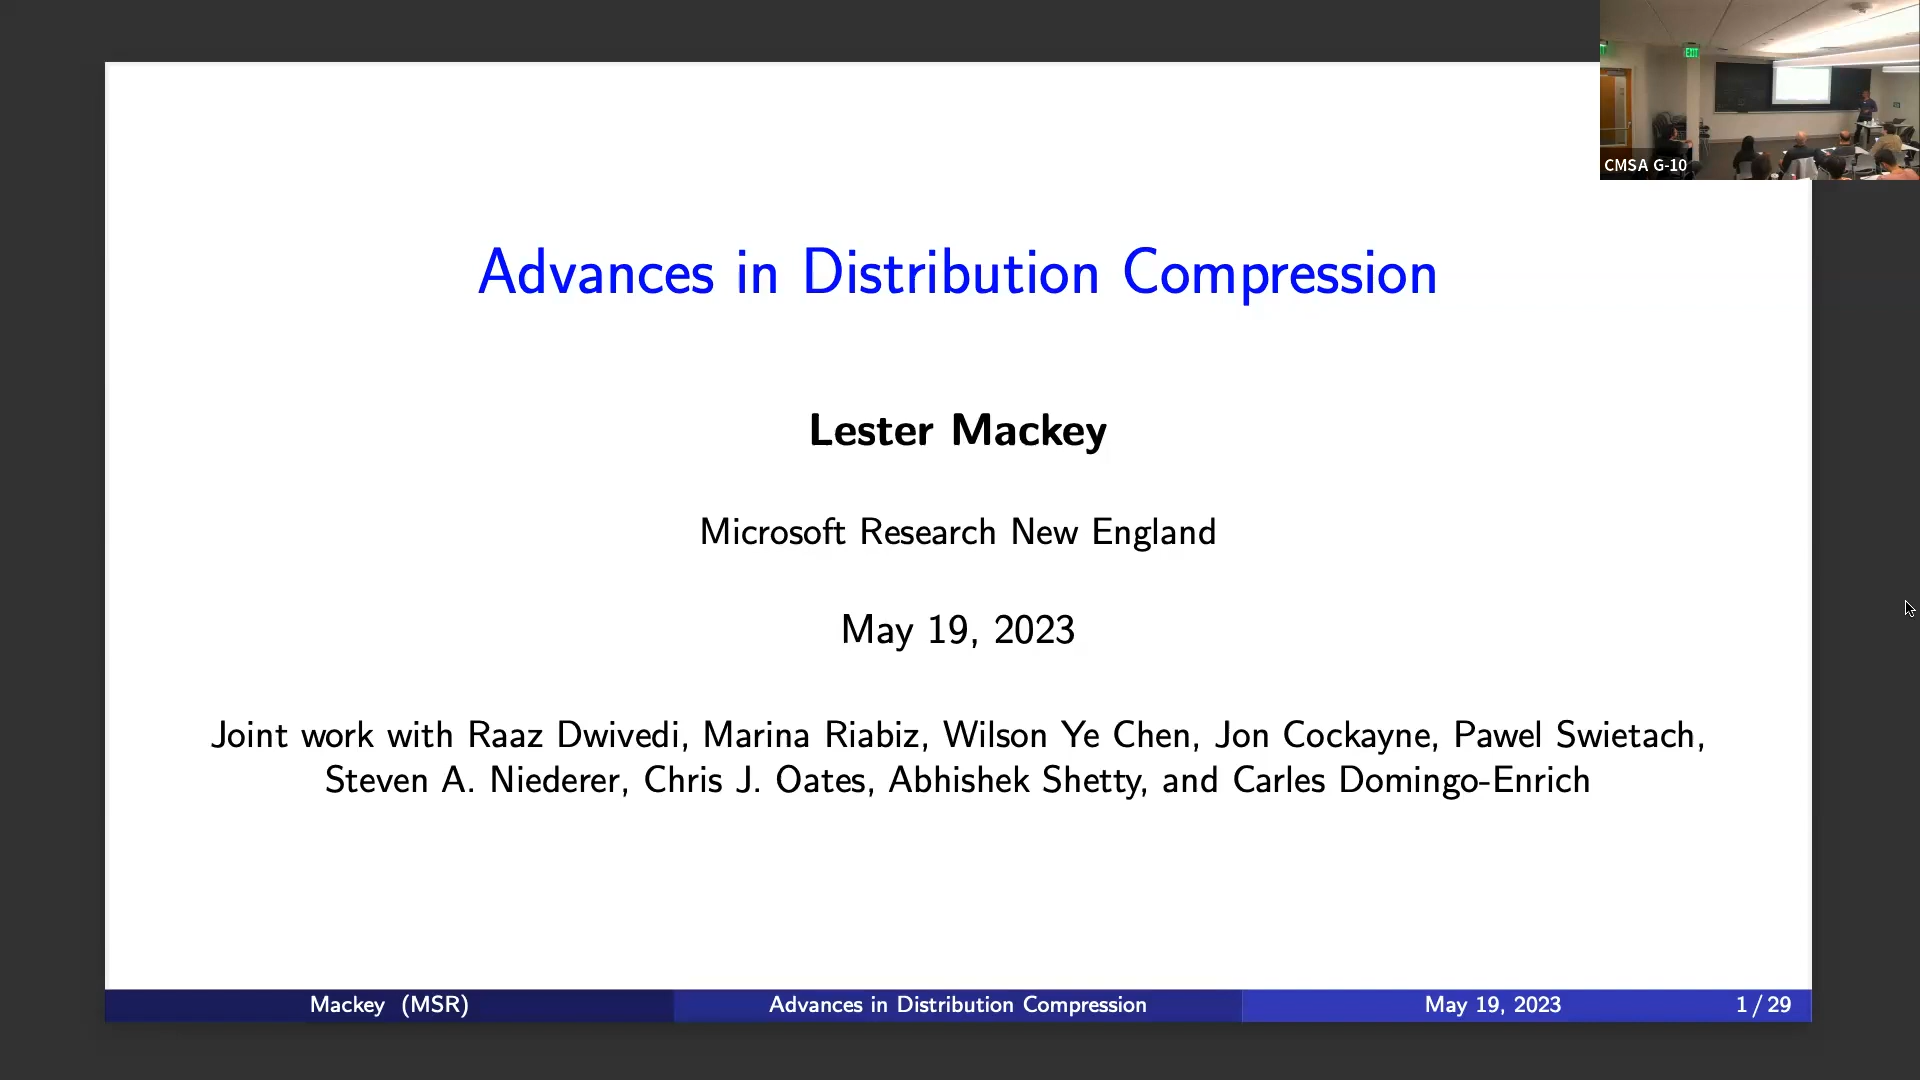 EXIT
CMSA G-10
Advances in Distribution Compression
Lester Mackey
Microsoft Research New England
May 19, 2023
Joint work with Raaz Dwivedi, Marina Riabiz, Wilson Ye Chen, Jon Cockayne, Pawel Swietach,
Steven A. Niederer, Chris J. Oates, Abhishek Shetty, and Carles Domingo-Enrich
Mackey (MSR) Advances in Distribution Compression May 19, 2023 1 / 29